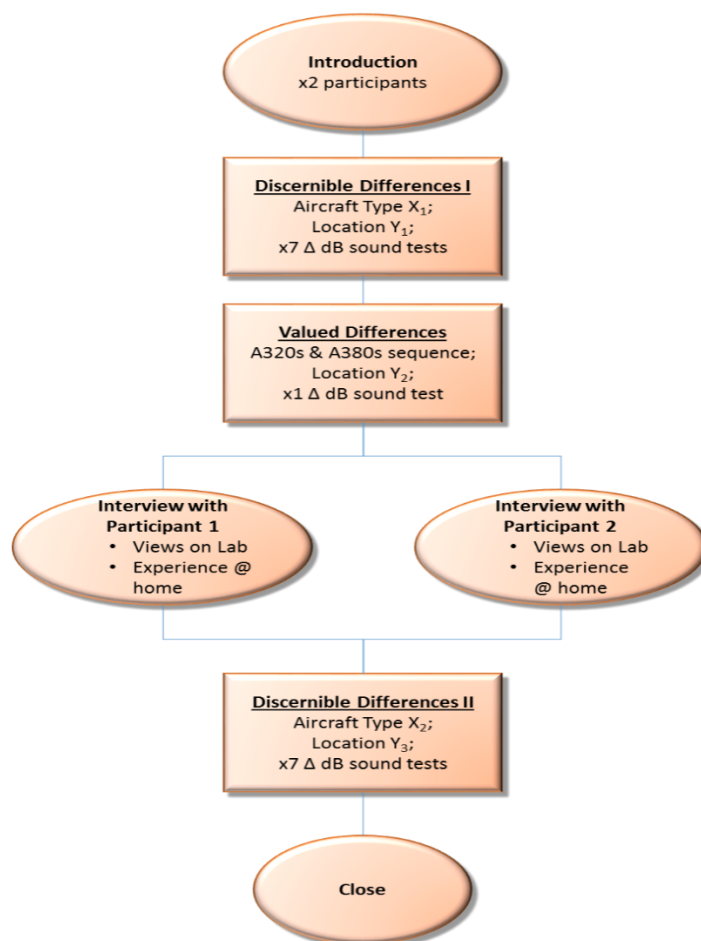 Introduction
x2 participants
Discernible Differences I
Aircraft Type X₁;
Location Y₁;
x7 Δ dB sound tests
Valued Differences
A320s & A380s sequence;
Location Y₂;
x1 Δ dB sound test
Interview with
Participant 1
• Views on Lab
• Experience @
home
Interview with
Participant 2
• Views on Lab
• Experience
@ home
Discernible Differences II
Aircraft Type X₂;
Location Y₃;
x7 Δ dB sound tests
Close